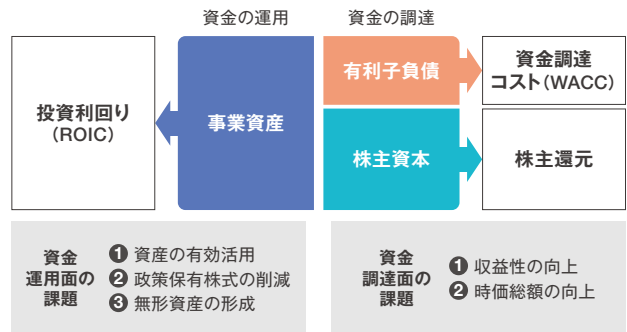 資金の運用
資金の調達
投資利回り
(ROIC)
事業資産
有利子負債
株主資本
資金調達
コスト(WACC)
株主還元
資金
運用面の
課題
❶ 資産の有効活用
❷ 政策保有株式の削減
❸ 無形資産の形成
資金
調達面の
課題
❶ 収益性の向上
❷ 時価総額の向上